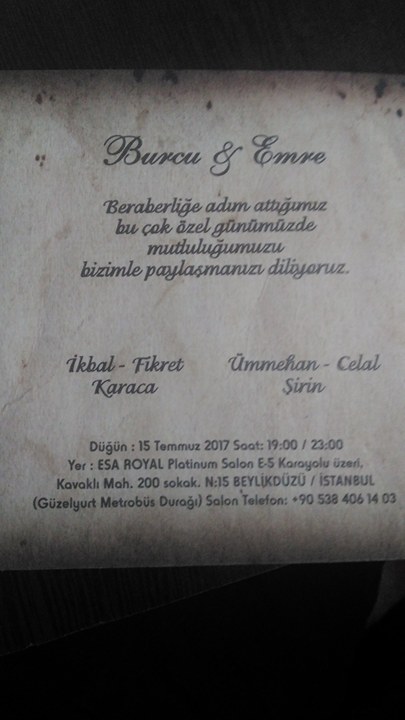 Burcu & Emre
Beraberliğe adım attığımız
bu çok özel günümüzde
mutluluğumuzu
bizimle paylaşmanızı diliyoruz.
İkbal - Fikret Ümmehan - Celal
Karaca Şirin
Düğün : 15 Temmuz 2017 Saat: 19:00 / 23:00
Yer : ESA ROYAL Platinum Salon E-5 Karayolu üzeri,
Kavaklı Mah. 200 sokak. N:15 BEYLİKDÜZÜ / İSTANBUL
(Güzelyurt Metrobüs Durağı) Salon Telefon: +90 538 406 14 03